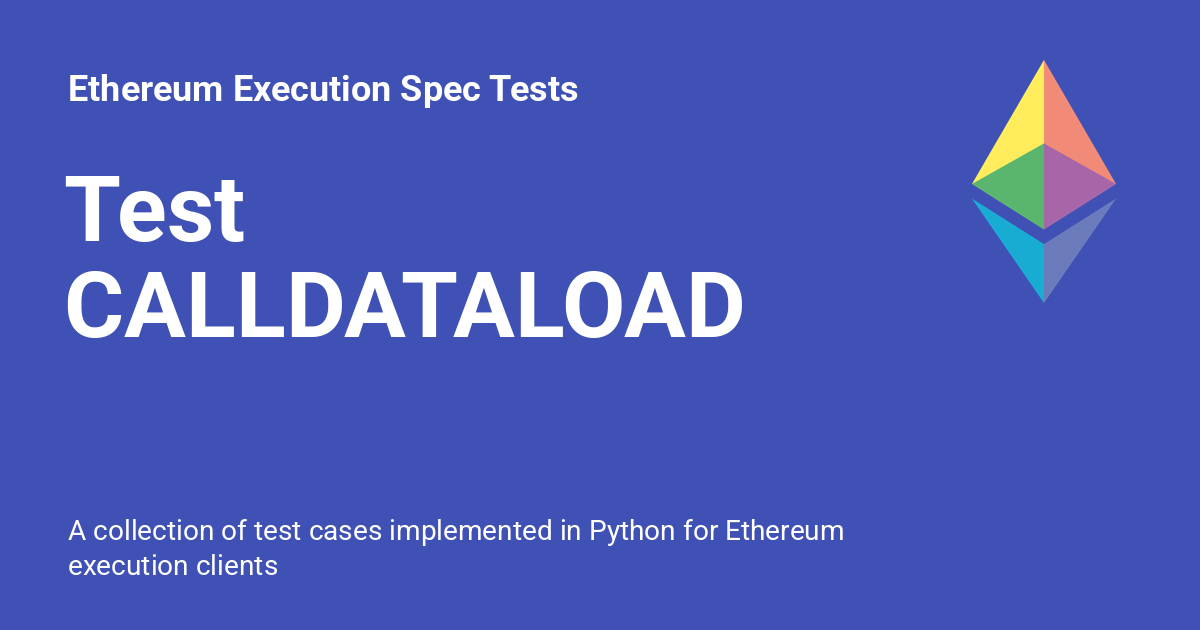 Ethereum Execution Spec Tests
Test
CALLDATALOAD
A collection of test cases implemented in Python for Ethereum
execution clients